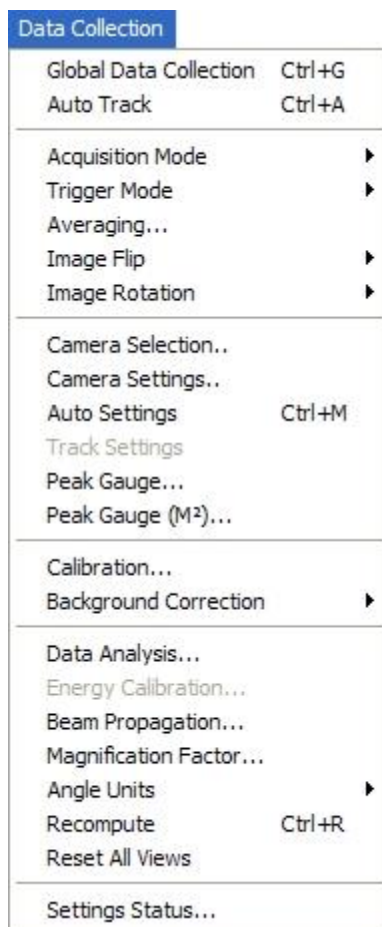 Data Collection
Global Data Collection Ctrl+G
Auto Track Ctrl+A
Acquisition Mode
Trigger Mode
Averaging...
Image Flip
Image Rotation
Camera Selection..
Camera Settings..
Auto Settings Ctrl+M
Track Settings
Peak Gauge...
Peak Gauge (M²)...
Calibration...
Background Correction
Data Analysis...
Energy Calibration...
Beam Propagation...
Magnification Factor...
Angle Units
Recompute Ctrl+R
Reset All Views
Settings Status...